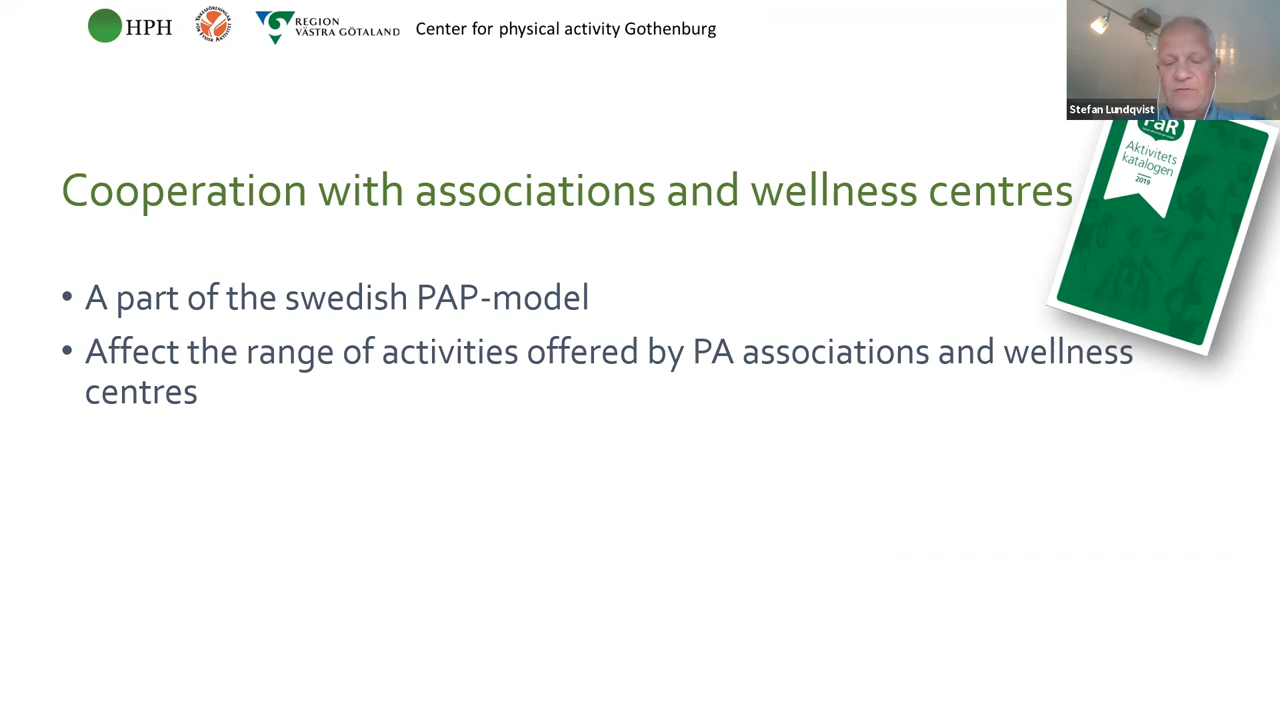 HPH
REGION
VÄSTRA GÖTALAND
Center for physical activity Gothenburg
Stefan Lundqvist
FaR
Aktivitets
katalogen
2019
Cooperation with associations and wellness centres
• A part of the swedish PAP-model
• Affect the range of activities offered by PA associations and wellness
centres